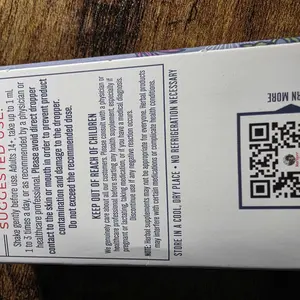 SUGGESTED USE:
Shake gently before use. Adults 14+, take up to 1 mL
1 to 3 times a day, or as recommended by a physician or
healthcare professional. Please avoid direct dropper
contact to the skin or mouth in order to prevent product
contamination and damage to the dropper.
Do not exceed the recommended dose.
KEEP OUT OF REACH OF CHILDREN
We genuinely care about all our customers. Please consult with a physician or
healthcare professional before starting any herbal supplement, especially if
pregnant or lactating, taking medication, or if you have a medical diagnosis.
Discontinue use if any negative reaction occurs.
NOTE: Herbal supplements may not be appropriate for everyone. Herbal products
may interfere with certain medications or complicate health conditions.
STORE IN A COOL, DRY PLACE • NO REFRIGERATION NECESSARY
MORE